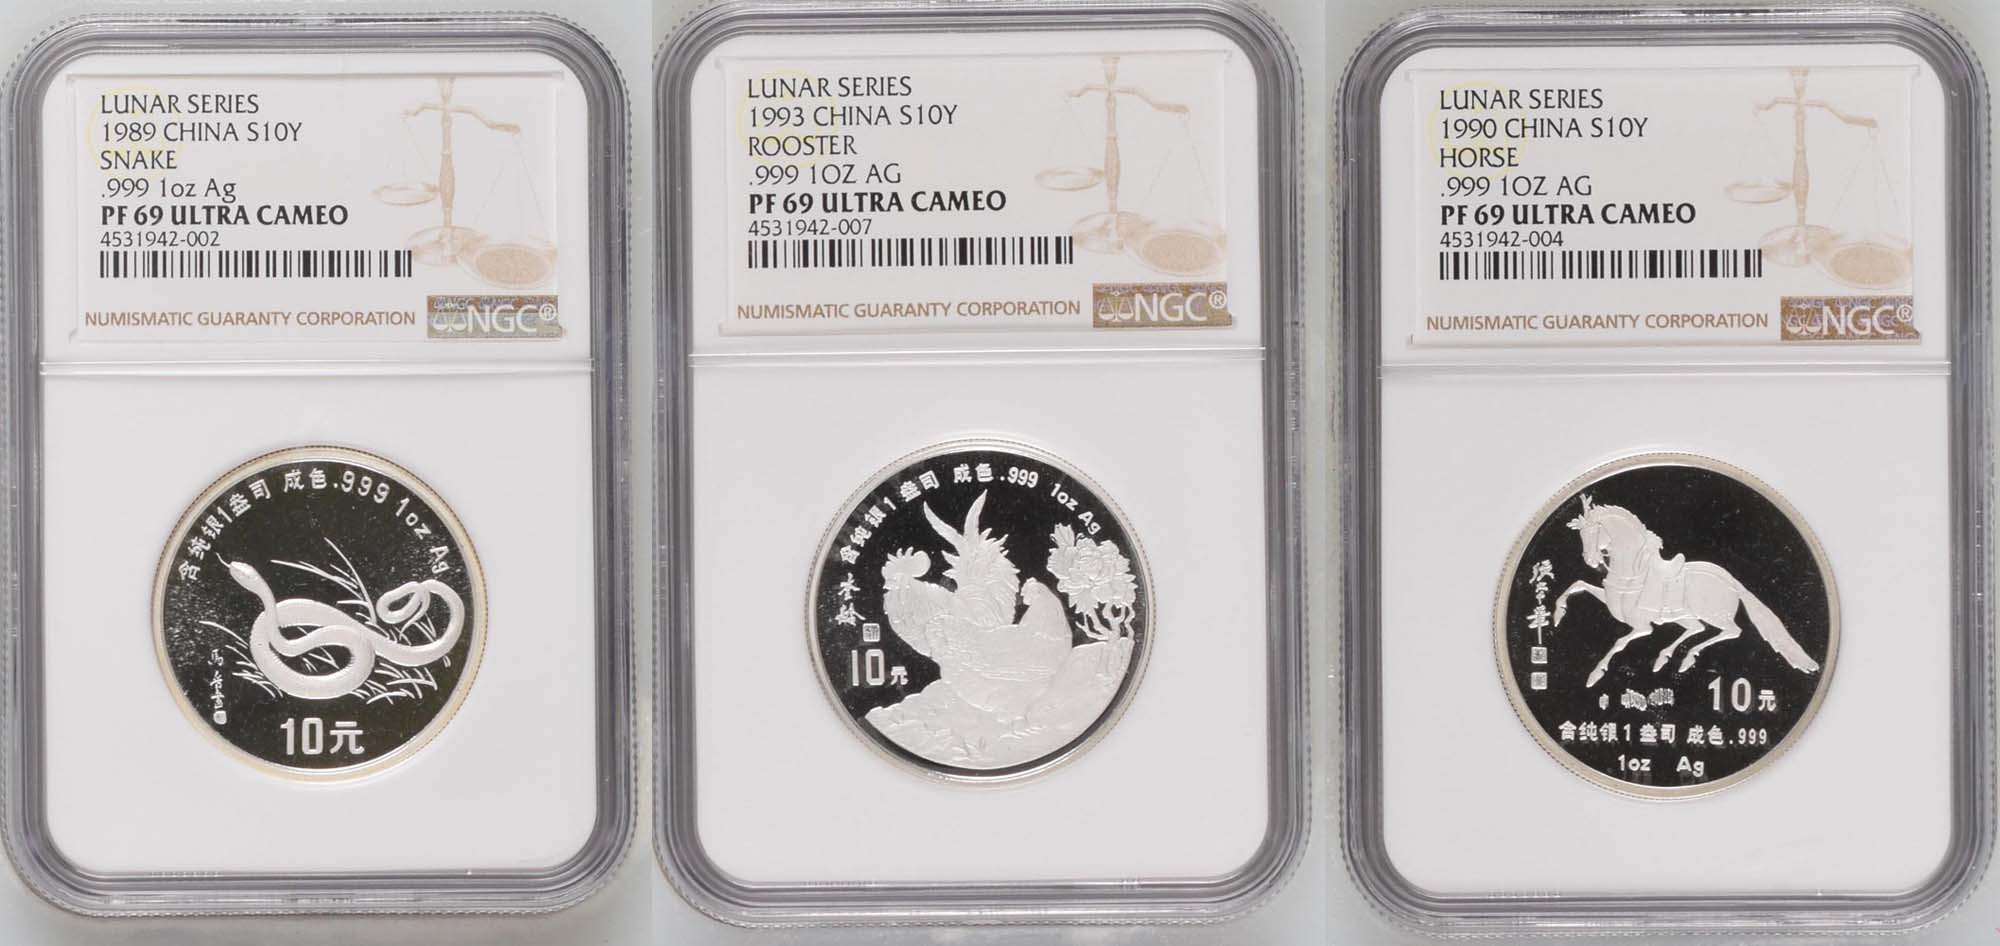 LUNAR SERIES
1989 CHINA S10Y
SNAKE
.999 1oz Ag
PF 69 ULTRA CAMEO
4531942-002
NUMISMATIC GUARANTY CORPORATION
NGC®
含纯银1盎司 成色.999 1oz Ag
10元
LUNAR SERIES
1993 CHINA S10Y
ROOSTER
.999 1OZ AG
PF 69 ULTRA CAMEO
4531942-007
NUMISMATIC GUARANTY CORPORATION
NGC®
含纯银1盎司 成色.999 1oz Ag
10元
LUNAR SERIES
1990 CHINA S10Y
HORSE
.999 1OZ AG
PF 69 ULTRA CAMEO
4531942-004
NUMISMATIC GUARANTY CORPORATION
NGC®
10元
含纯银1盎司 成色.999
1oz Ag